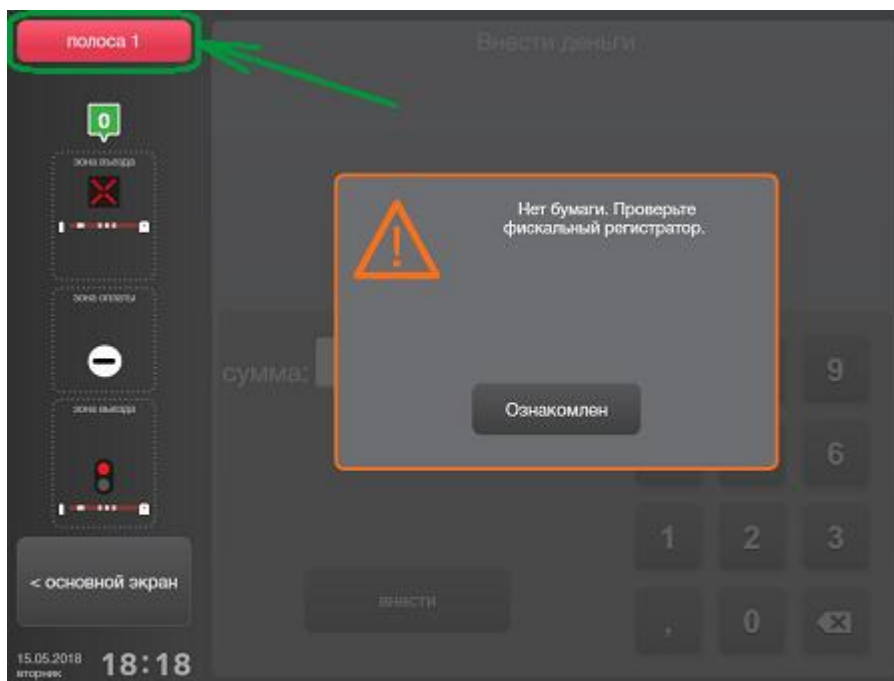 полоса 1
Внести деньги
0
зона въезда
Нет бумаги. Проверьте
фискальный регистратор.
зона оплаты
сумма:
9
Ознакомлен
зона выезда
6
1 2 3
< основной экран
внести
, 0
15.05.2018
вторник
18:18